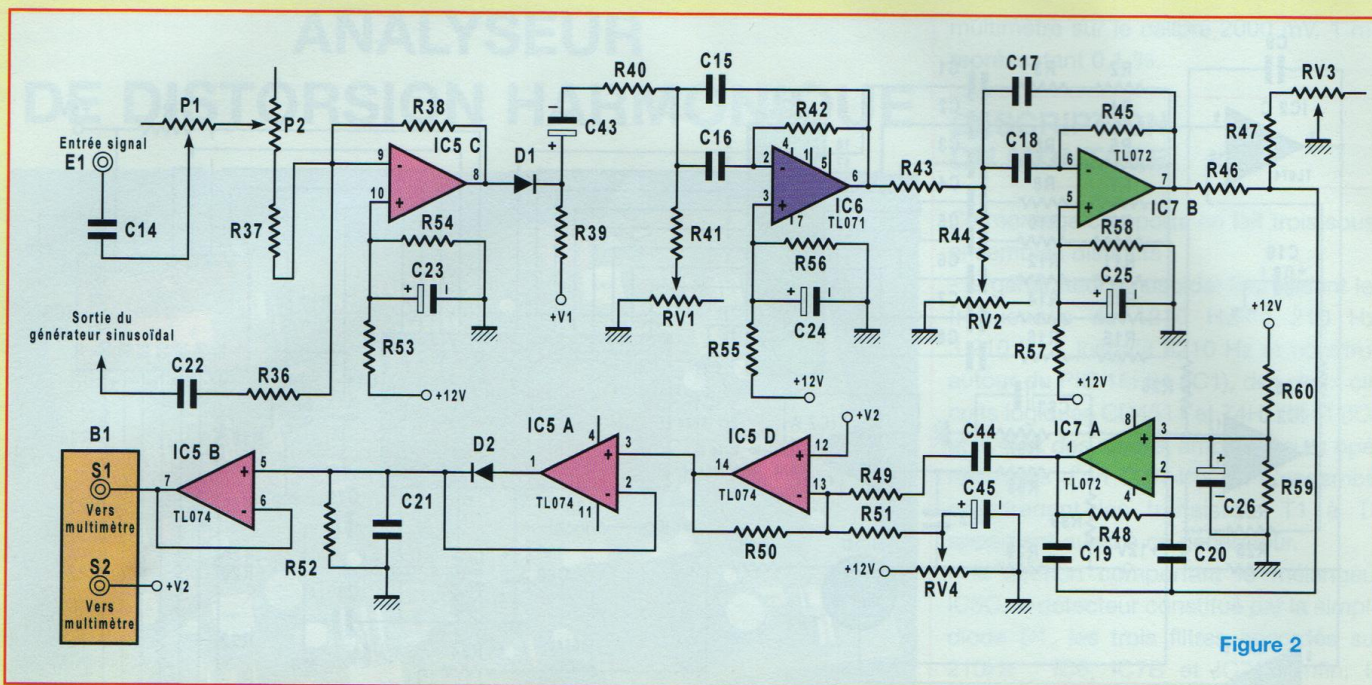 ANALYSEUR
DE DISTORSION HARMONIQUE
Entrée signal
E1
C14
P1
P2
R37
R38
IC5 C
9
10
8
-
+
R54
C23
+
-
R53
+12V
D1
-
C43
+
R39
+V1
R40
C15
C16
R41
RV1
R42
2
3
4
1
5
6
7
-
+
IC6
TL071
R56
C24
+
-
R55
+12V
R43
C17
C18
R44
RV2
R45
TL072
6
5
7
-
+
IC7 B
R58
C25
+
-
R57
+12V
R46
R47
RV3
+12V
R60
R59
C26
+
-
IC7 A
TL072
8
3
2
1
4
+
-
R48
C19
C20
C44
R49
R51
C45
+
-
+12V
RV4
+V2
IC5 D
TL074
12
13
14
+
-
R50
IC5 A
TL074
4
3
2
1
11
+
-
D2
C21
R52
IC5 B
TL074
5
6
7
+
-
Sortie du
générateur sinusoïdal
C22
R36
B1
S1
Vers
multimètre
S2
+V2
Vers
multimètre
Figure 2